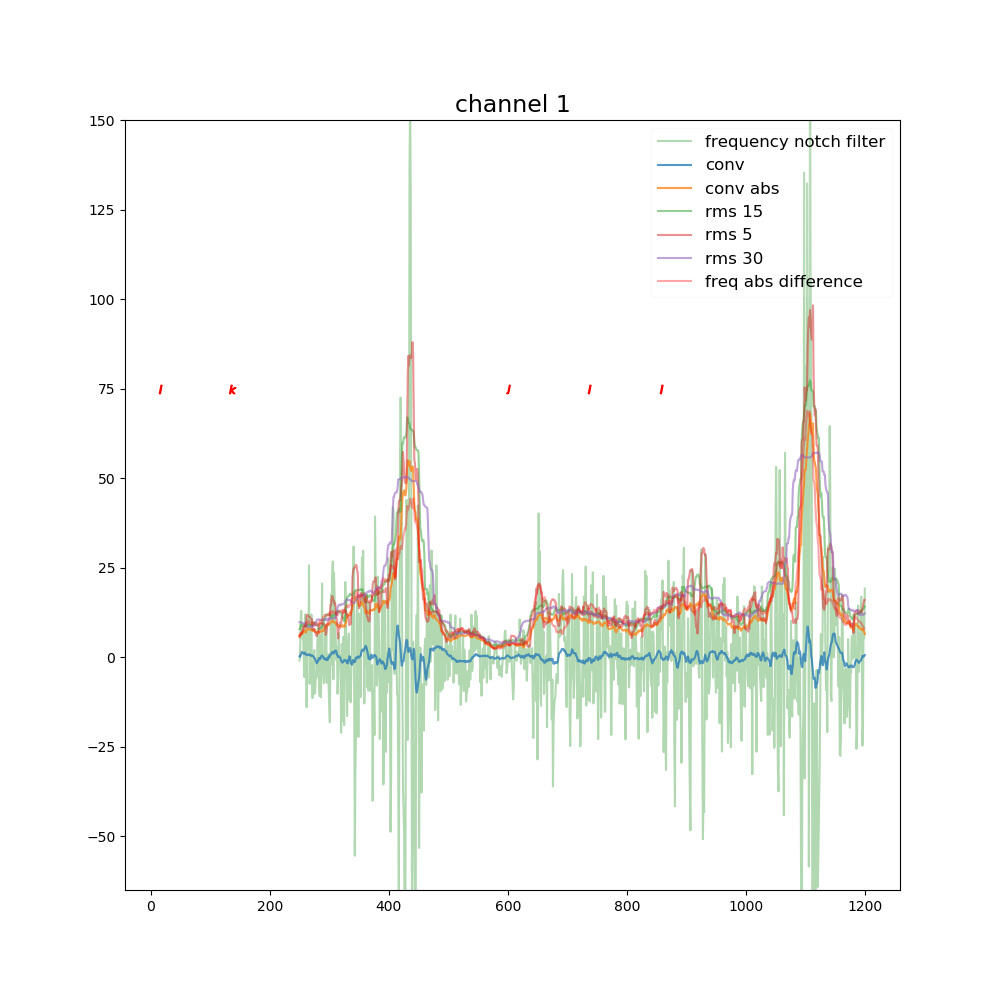 channel 1
150
125
100
75
50
25
0
−25
−50
frequency notch filter
conv
conv abs
rms 15
rms 5
rms 30
freq abs difference
l k J l l
0 200 400 600 800 1000 1200